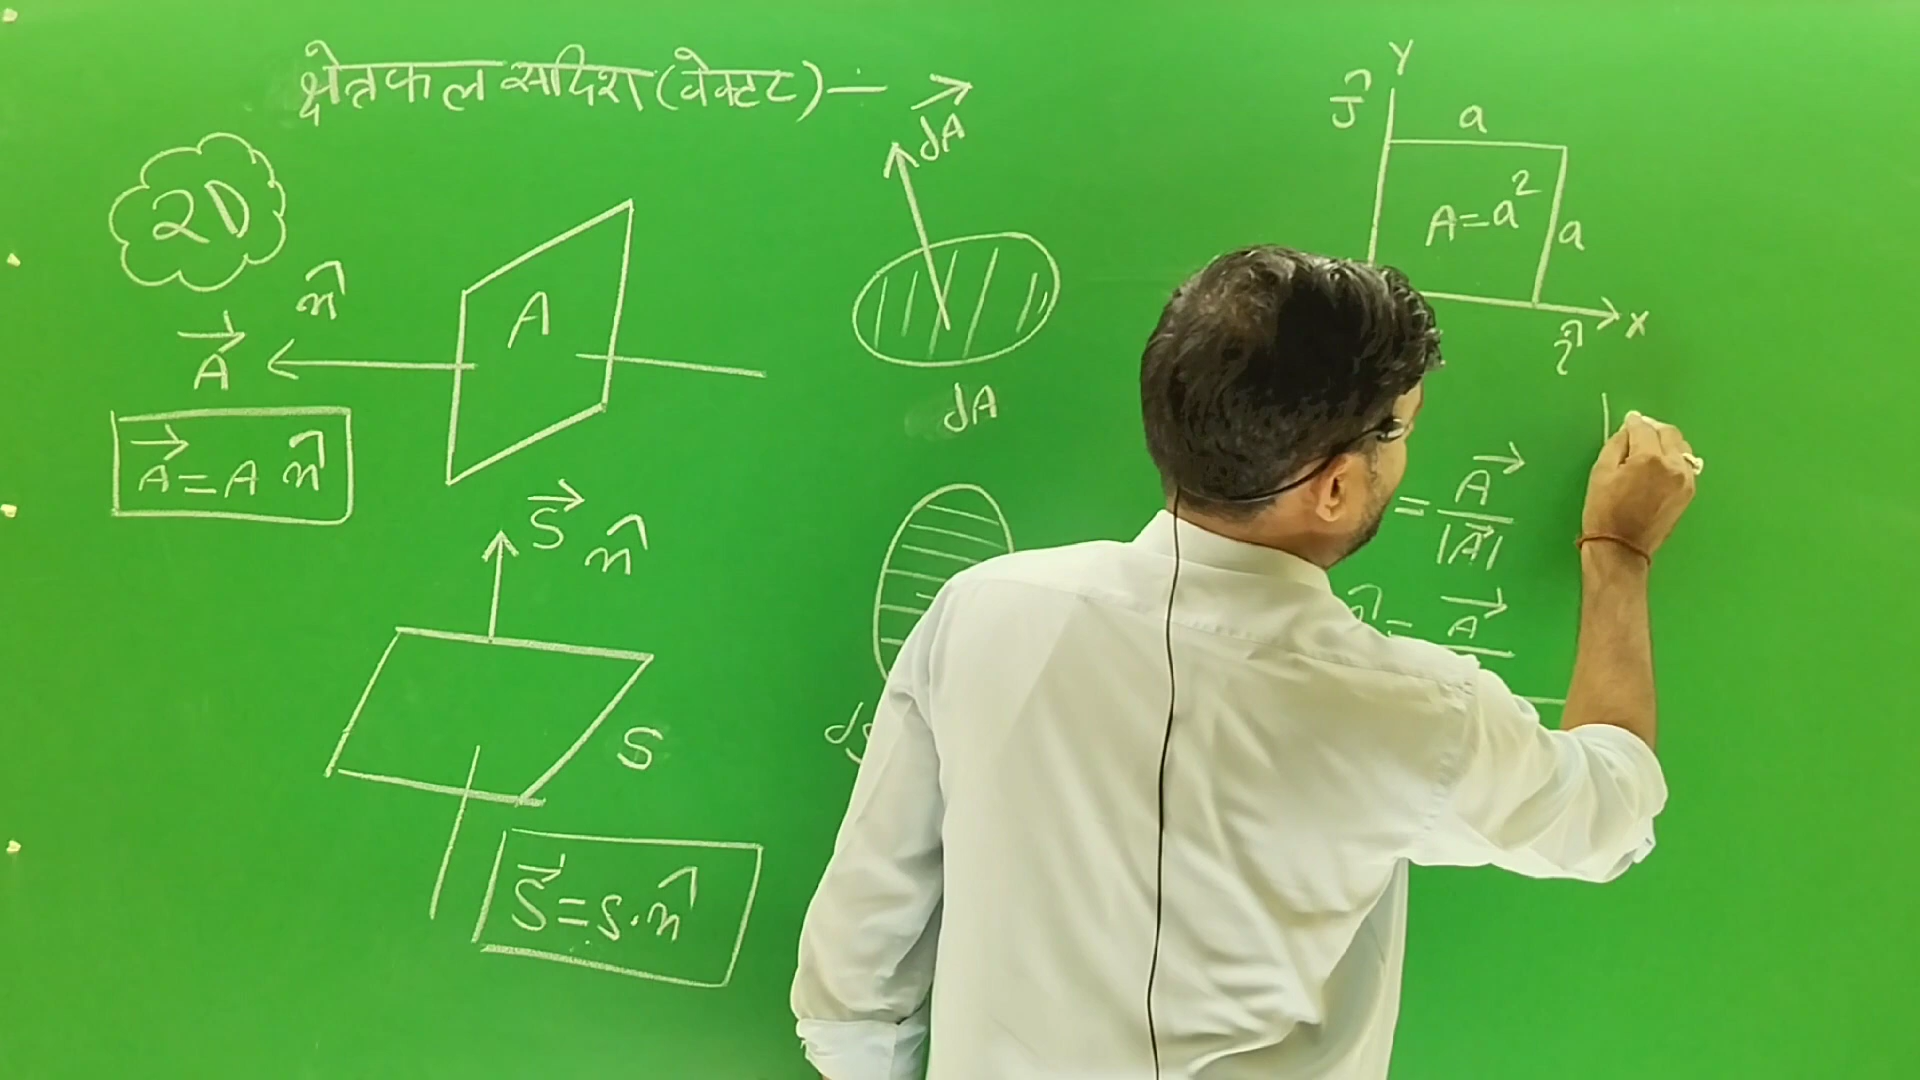 क्षेत्रफल सदिश (वेक्टर) :-
2D
n̂
A⃗
A
A⃗ = A n̂
S⃗ n̂
S
S⃗ = S . n̂
dA⃗
dA
Y
ĵ
a
A = a²
a
x
î
= A⃗
|A⃗|
= A⃗